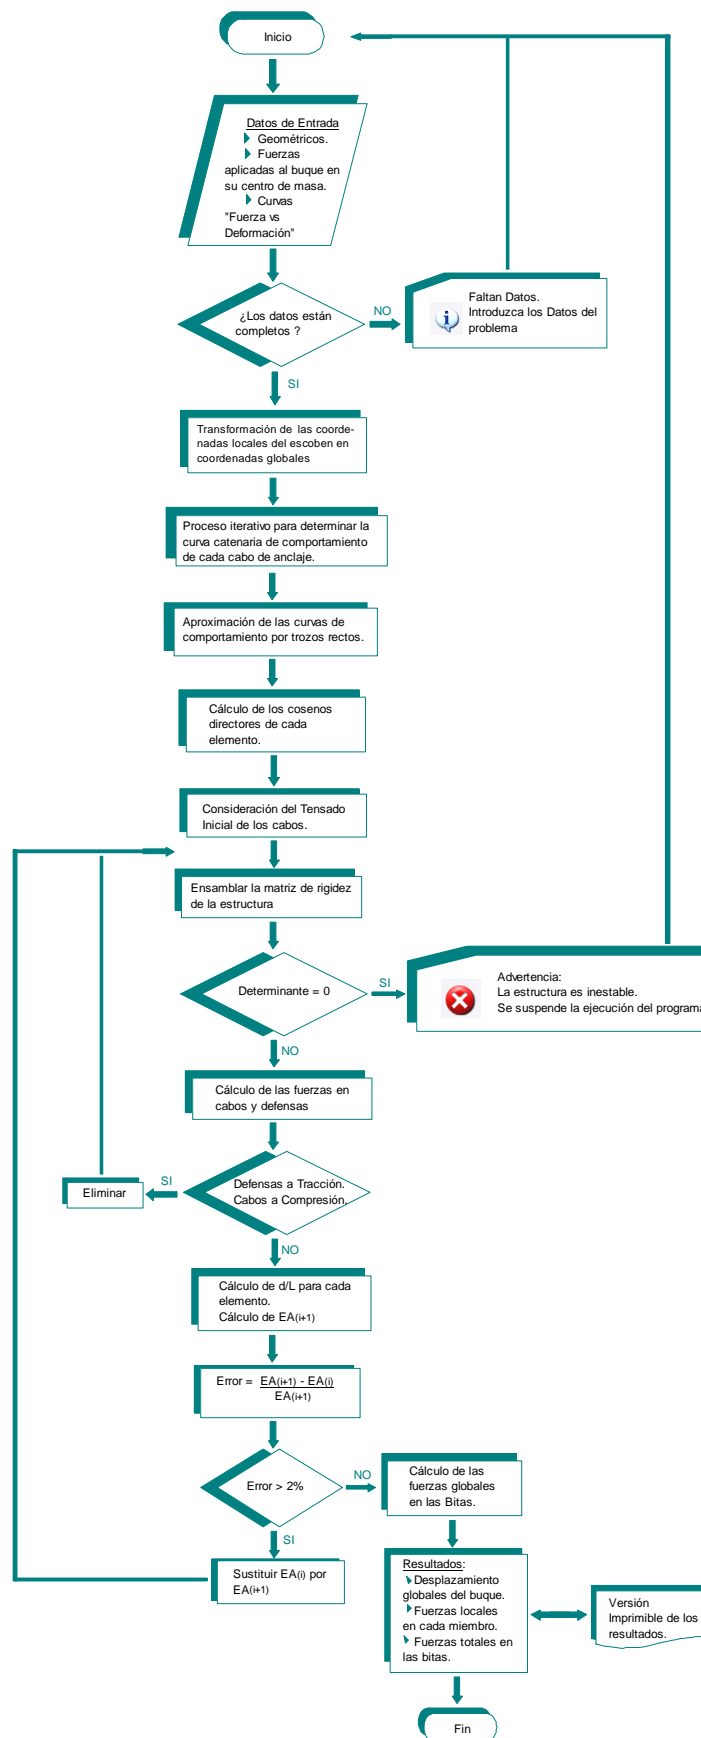 Inicio
Datos de Entrada
Geométricos.
Fuerzas
aplicadas al buque en
su centro de masa.
Curvas
"Fuerza vs
Deformación"
¿Los datos están
completos ?
NO
Faltan Datos.
Introduzca los Datos del
problema
SI
Transformación de las coorde-
nadas locales del escoben en
coordenadas globales
Proceso iterativo para determinar la
curva catenaria de comportamiento
de cada cabo de anclaje.
Aproximación de las curvas de
comportamiento por trozos rectos.
Cálculo de los cosenos
directores de cada
elemento.
Consideración del Tensado
Inicial de los cabos.
Ensamblar la matriz de rigidez
de la estructura
Determinante = 0
SI
Advertencia:
La estructura es inestable.
Se suspende la ejecución del programa
NO
Cálculo de las fuerzas en
cabos y defensas
Defensas a Tracción.
Cabos a Compresión.
SI
Eliminar
NO
Cálculo de d/L para cada
elemento.
Cálculo de EA(i+1)
Error = EA(i+1) - EA(i)
EA(i+1)
Error > 2%
NO
Cálculo de las
fuerzas globales
en las Bitas.
SI
Sustituir EA(i) por
EA(i+1)
Resultados:
Desplazamiento
globales del buque.
Fuerzas locales
en cada miembro.
Fuerzas totales en
las bitas.
Versión
Imprimible de los
resultados.
Fin